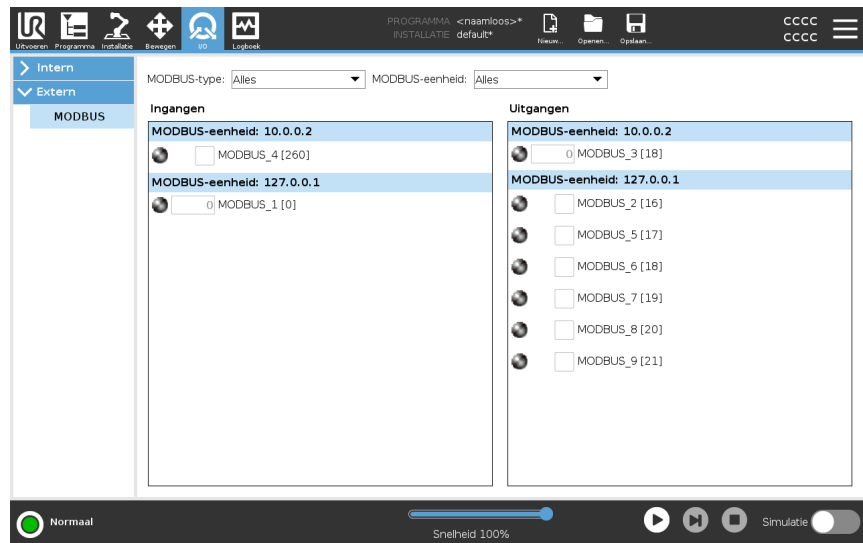 PROGRAMMA <naamloos>*
INSTALLATIE default*
Uitvoeren Programma Installatie Bewegen I/O Logboek Nieuw... Openen... Opslaan...
cccc
cccc
Intern
Extern
MODBUS
MODBUS-type: Alles MODBUS-eenheid: Alles
Ingangen
MODBUS-eenheid: 10.0.0.2
MODBUS_4 [260]
MODBUS-eenheid: 127.0.0.1
0 MODBUS_1 [0]
Uitgangen
MODBUS-eenheid: 10.0.0.2
0 MODBUS_3 [18]
MODBUS-eenheid: 127.0.0.1
MODBUS_2 [16]
MODBUS_5 [17]
MODBUS_6 [18]
MODBUS_7 [19]
MODBUS_8 [20]
MODBUS_9 [21]
Normaal
Snelheid 100%
Simulatie